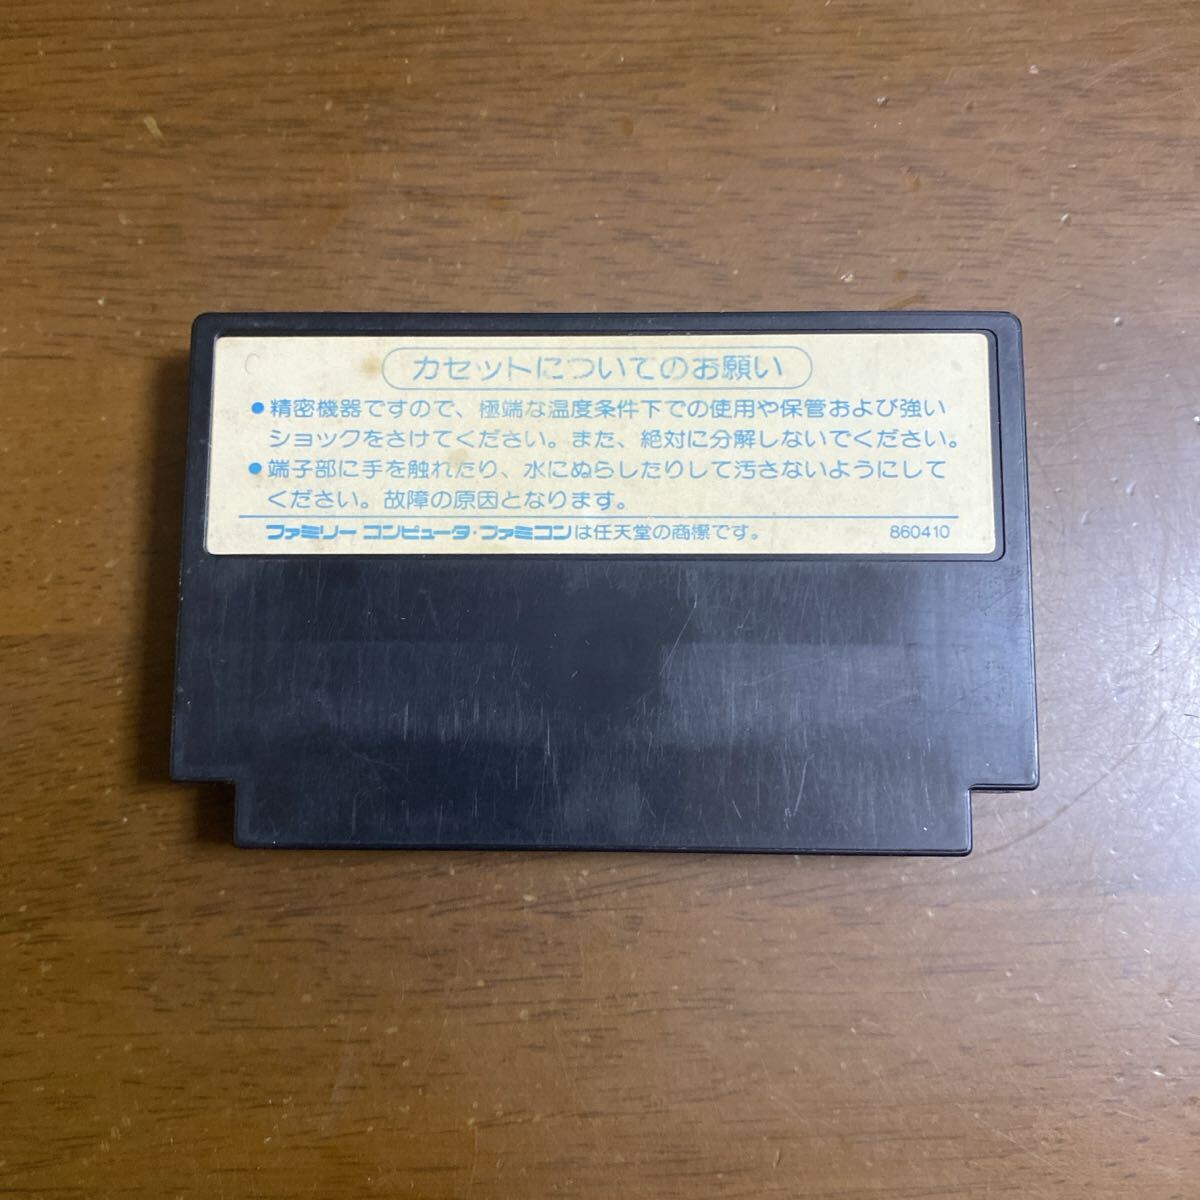 カセットについてのお願い
●精密機器ですので、極端な温度条件下での使用や保管および強い
ショックをさけてください。また、絶対に分解しないでください。
●端子部に手を触れたり、水にぬらしたりして汚さないようにして
ください。故障の原因となります。
ファミリー コンピュータ・ファミコンは任天堂の商標です。 860410